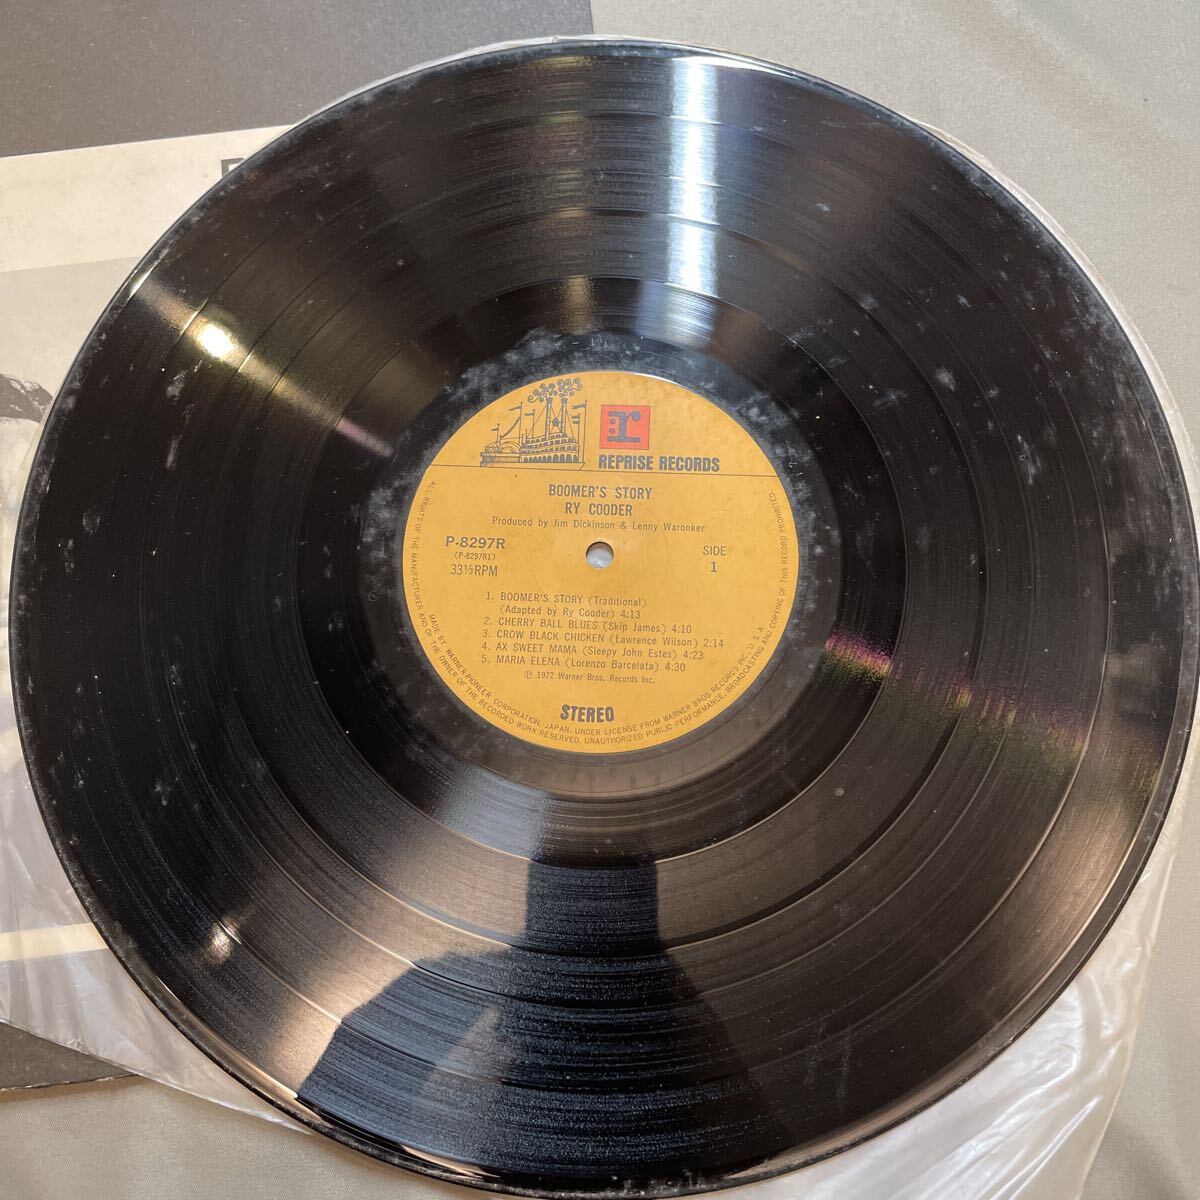 r
REPRISE RECORDS
BOOMER'S STORY
RY COODER
Produced by Jim Dickinson & Lenny Waronker
P-8297R
(P-8297R1)
33⅓RPM
SIDE
1
1. BOOMER'S STORY (Traditional)
(Adapted by Ry Cooder) 4:13
2. CHERRY BALL BLUES (Skip James) 4:10
3. CROW BLACK CHICKEN (Lawrence Wilson) 2:14
4. AX SWEET MAMA (Sleepy John Estes) 4:23
5. MARIA ELENA (Lorenzo Barcelata) 4:30
℗ 1972 Warner Bros. Records Inc.
STEREO
MADE BY WARNER-PIONEER CORPORATION, JAPAN, UNDER LICENSE FROM WARNER BROS. RECORDS INC., U.S.A.
ALL RIGHTS OF THE MANUFACTURER AND OF THE OWNER OF THE RECORDED WORK RESERVED. UNAUTHORIZED PUBLIC PERFORMANCE, BROADCASTING AND COPYING OF THIS RECORD PROHIBITED.